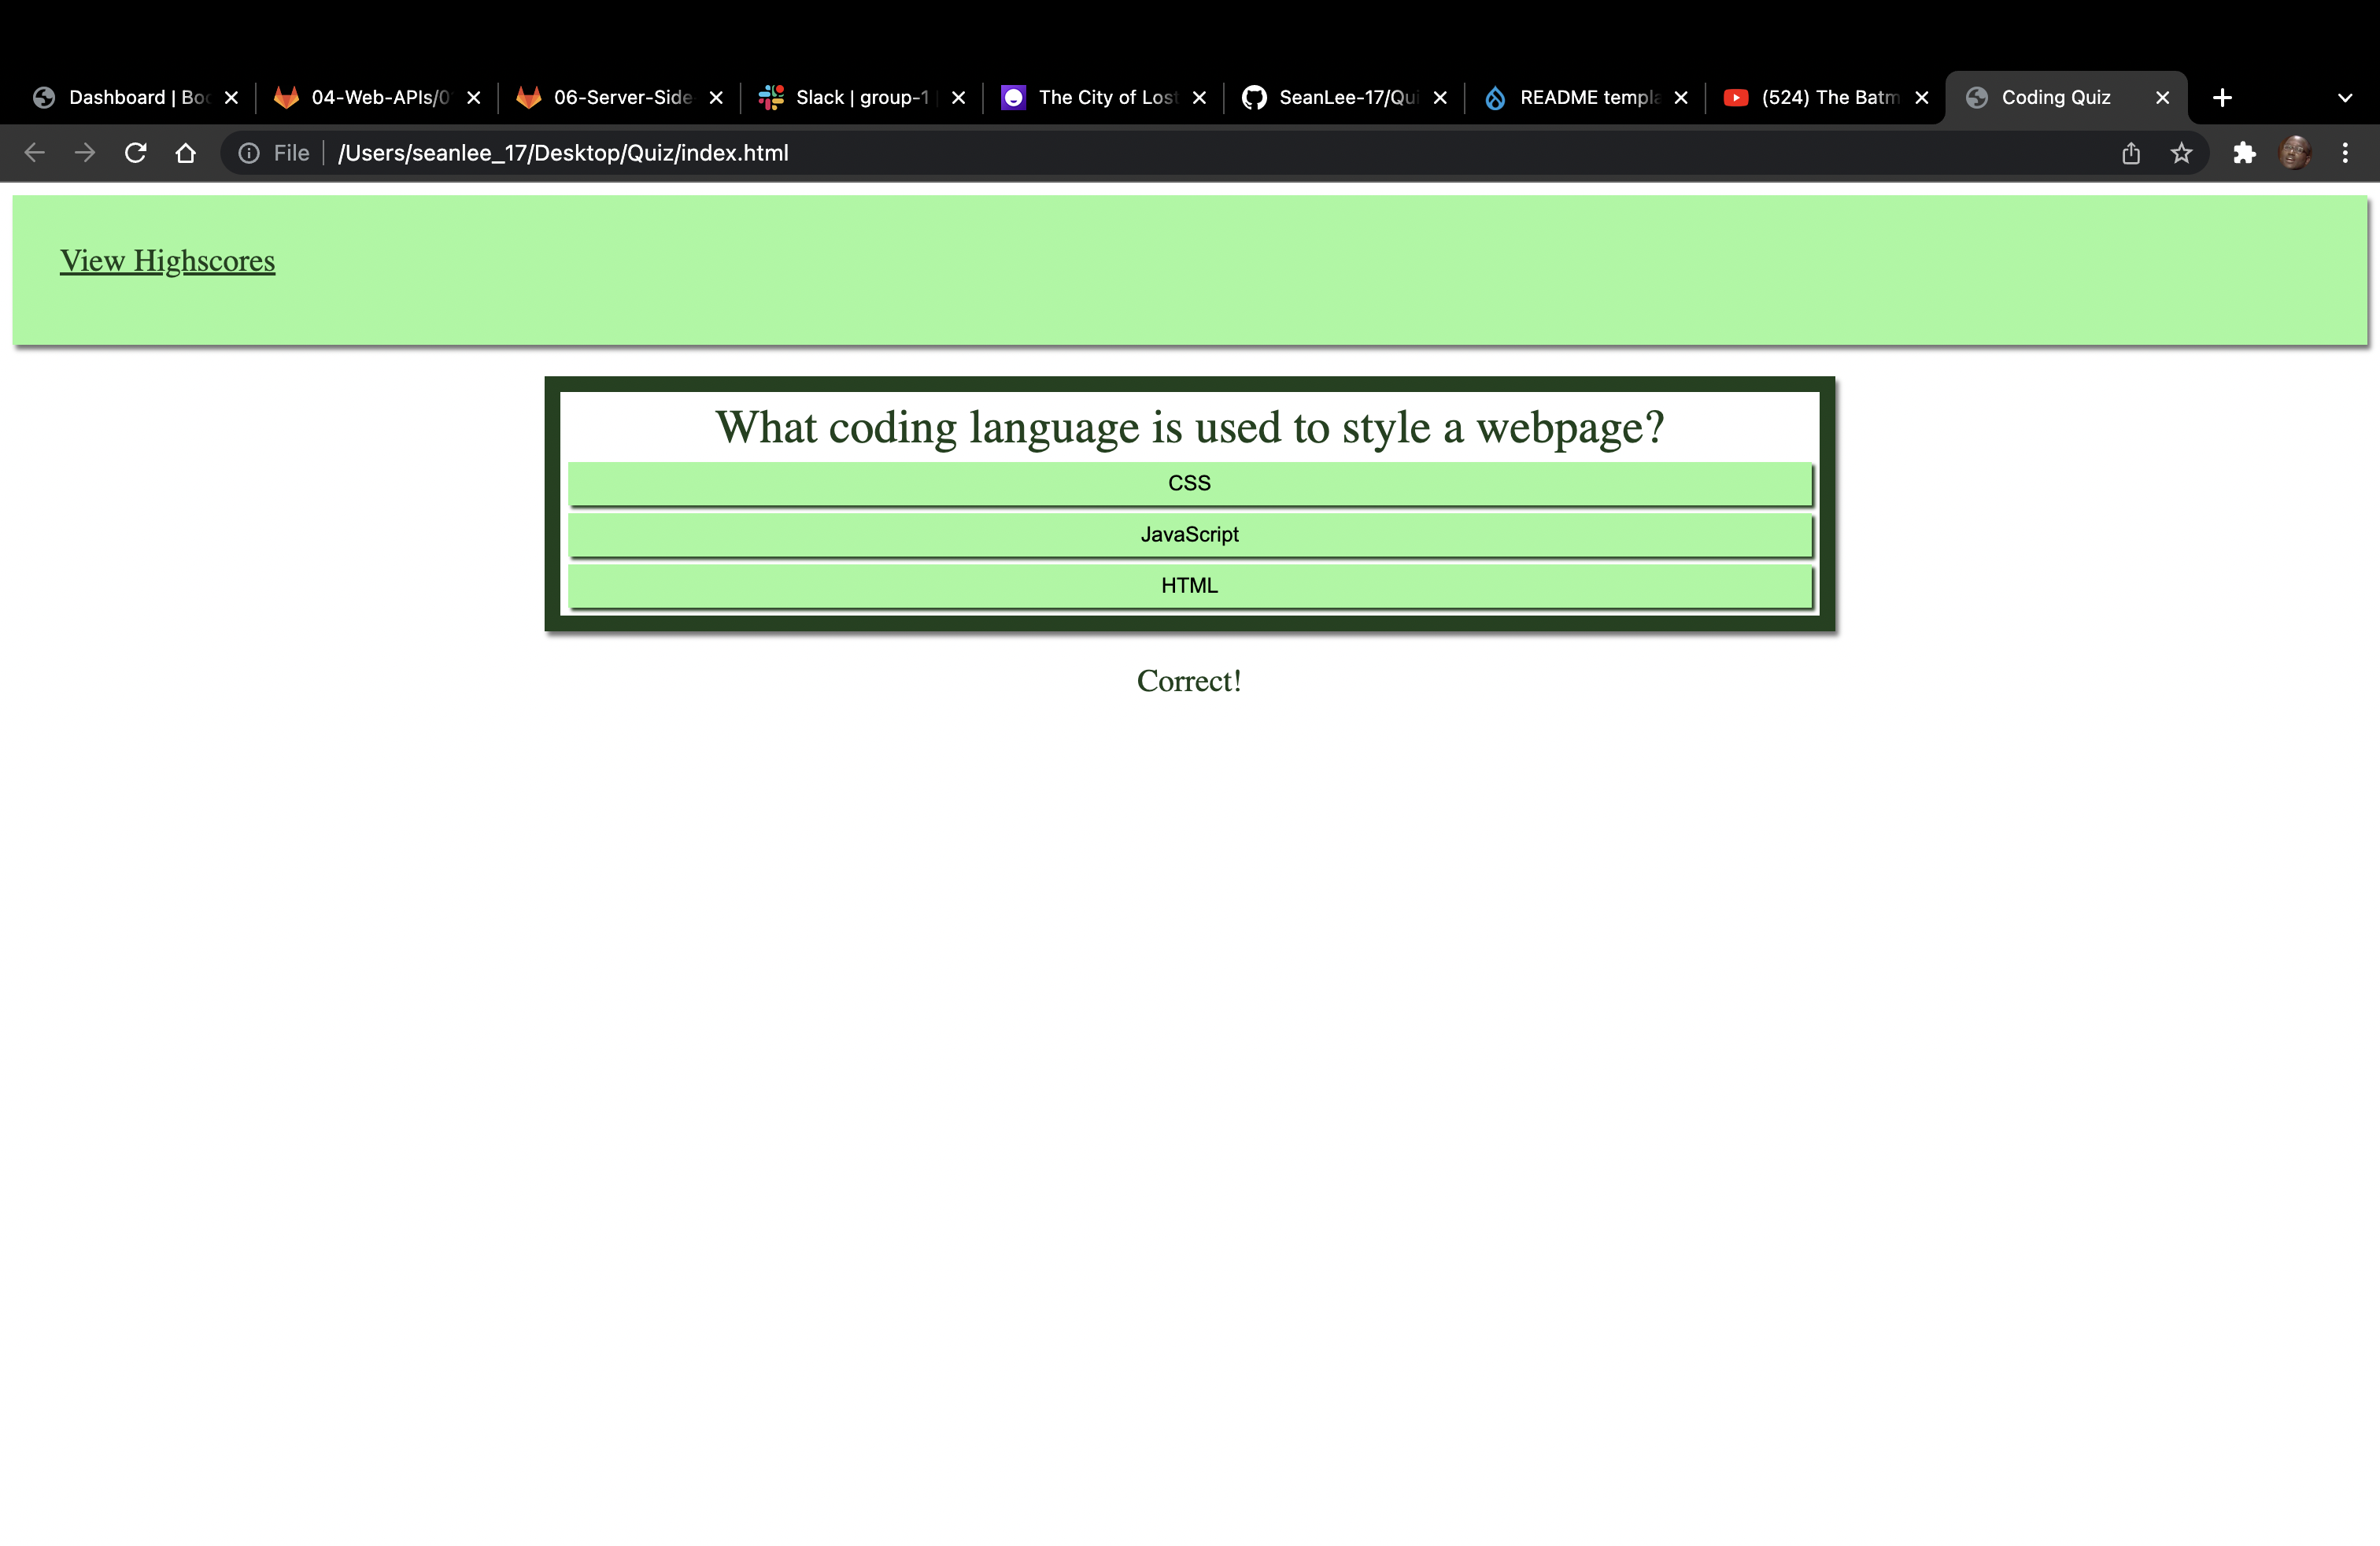 Dashboard | Boo
04-Web-APIs/0
06-Server-Side
Slack | group-1
The City of Lost
SeanLee-17/Qui
README templa
(524) The Batm
Coding Quiz
File
/Users/seanlee_17/Desktop/Quiz/index.html
View Highscores
What coding language is used to style a webpage?
CSS
JavaScript
HTML
Correct!